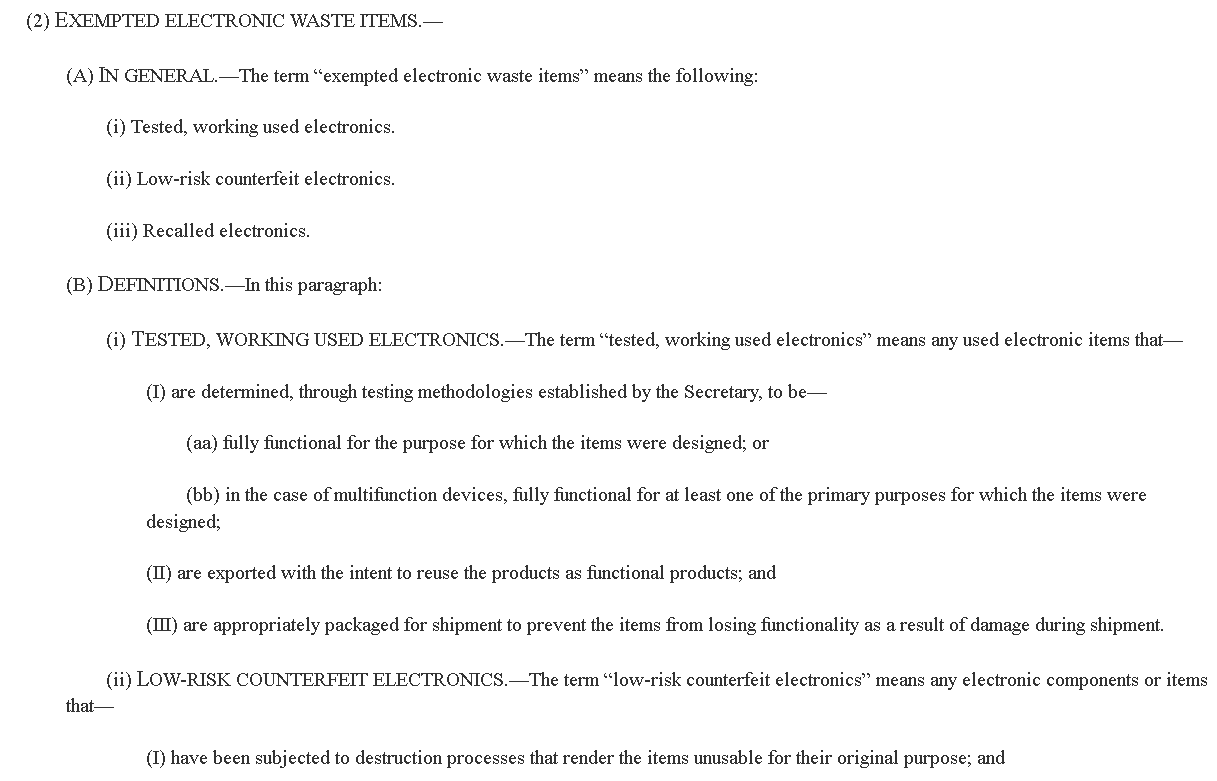 (2) EXEMPTED ELECTRONIC WASTE ITEMS.—
(A) IN GENERAL.—The term “exempted electronic waste items” means the following:
(i) Tested, working used electronics.
(ii) Low-risk counterfeit electronics.
(iii) Recalled electronics.
(B) DEFINITIONS.—In this paragraph:
(i) TESTED, WORKING USED ELECTRONICS.—The term “tested, working used electronics” means any used electronic items that—
(I) are determined, through testing methodologies established by the Secretary, to be—
(aa) fully functional for the purpose for which the items were designed; or
(bb) in the case of multifunction devices, fully functional for at least one of the primary purposes for which the items were
designed;
(II) are exported with the intent to reuse the products as functional products; and
(III) are appropriately packaged for shipment to prevent the items from losing functionality as a result of damage during shipment.
(ii) LOW-RISK COUNTERFEIT ELECTRONICS.—The term “low-risk counterfeit electronics” means any electronic components or items
that—
(I) have been subjected to destruction processes that render the items unusable for their original purpose; and